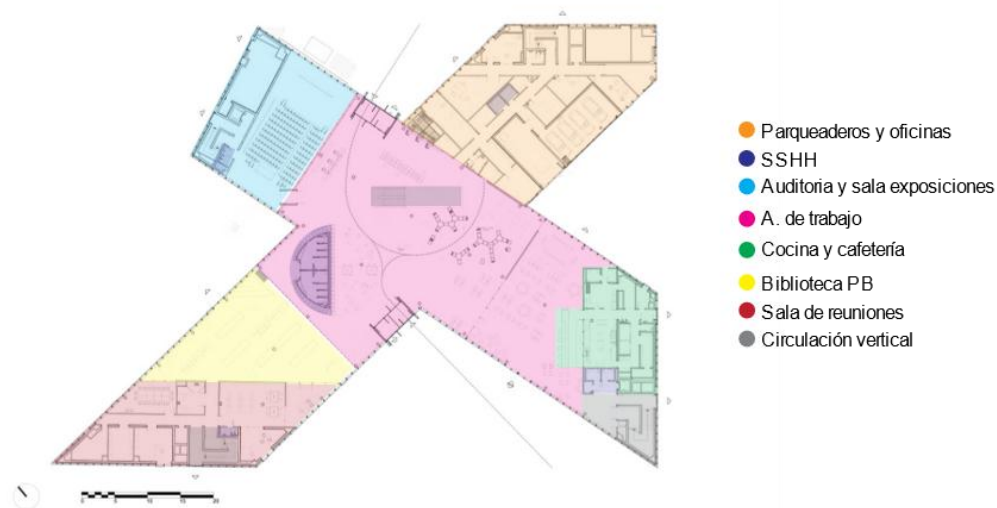 Parqueaderos y oficinas
SSHH
Auditoria y sala exposiciones
A. de trabajo
Cocina y cafetería
Biblioteca PB
Sala de reuniones
Circulación vertical